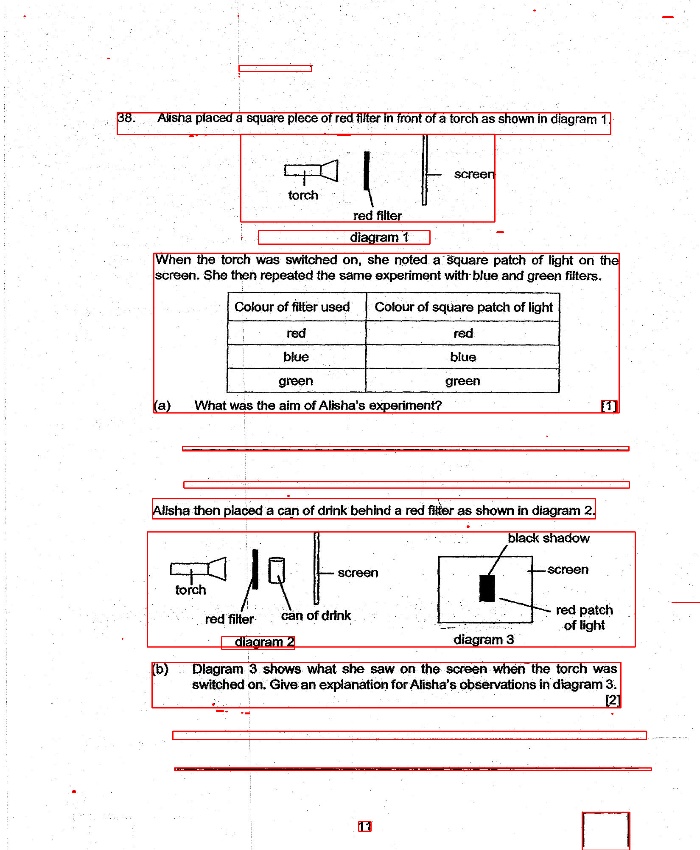 38. Alisha placed a square piece of red filter in front of a torch as shown in diagram 1.
torch
screen
red filter
diagram 1
When the torch was switched on, she noted a square patch of light on the
screen. She then repeated the same experiment with blue and green filters.
Colour of filter used Colour of square patch of light
red red
blue blue
green green
(a) What was the aim of Alisha's experiment? [1]
Alisha then placed a can of drink behind a red filter as shown in diagram 2.
torch
red filter
can of drink
screen
diagram 2
black shadow
screen
red patch
of light
diagram 3
(b) Diagram 3 shows what she saw on the screen when the torch was
switched on. Give an explanation for Alisha's observations in diagram 3.
[2]
11